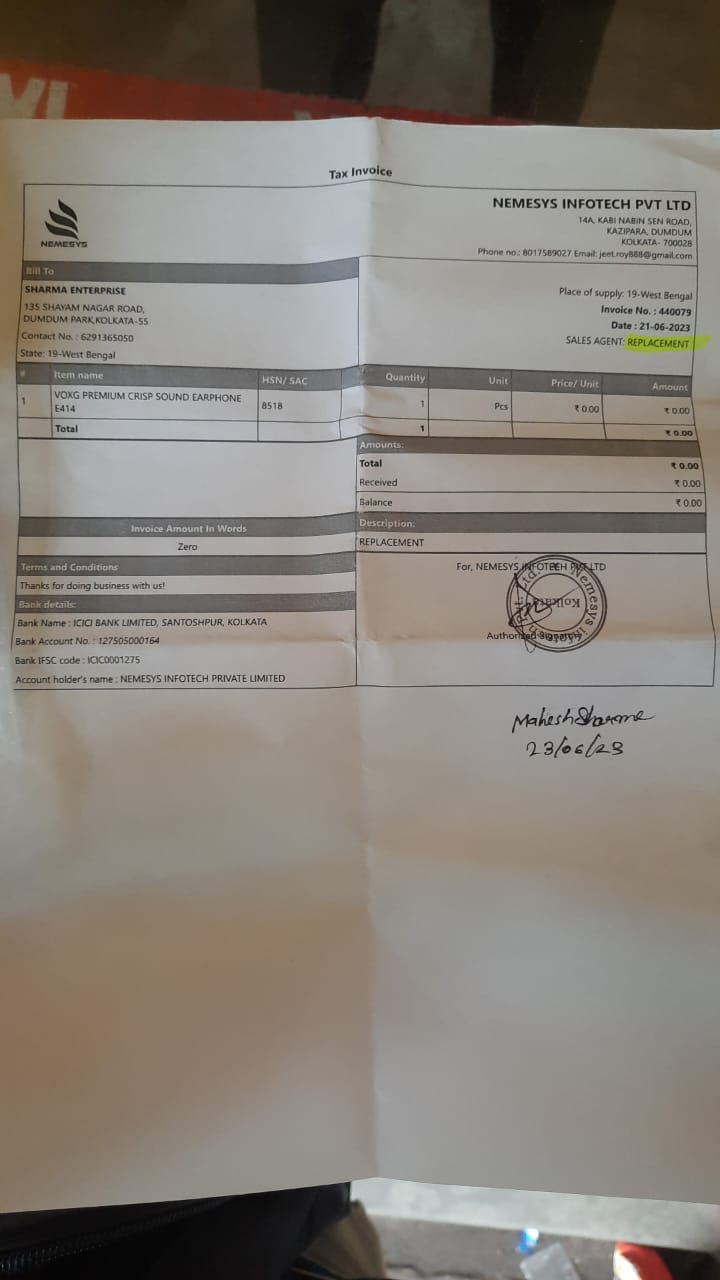 Tax Invoice
NEMESYS
NEMESYS INFOTECH PVT LTD
14A, KABI NABIN SEN ROAD,
KAZIPARA, DUMDUM
KOLKATA- 700028
Phone no.: 8017589027 Email: jeet.roy888@gmail.com
Bill To
SHARMA ENTERPRISE
135 SHAYAM NAGAR ROAD,
DUMDUM PARK,KOLKATA-55
Contact No. : 6291365050
State: 19-West Bengal
Place of supply: 19-West Bengal
Invoice No. : 440079
Date : 21-06-2023
SALES AGENT: REPLACEMENT
# Item name HSN/ SAC Quantity Unit Price/ Unit Amount
1 VOXG PREMIUM CRISP SOUND EARPHONE E414 8518 1 Pcs ₹ 0.00 ₹ 0.00
Total 1 ₹ 0.00
Amounts:
Total ₹ 0.00
Received ₹ 0.00
Balance ₹ 0.00
Invoice Amount In Words
Zero
Description:
REPLACEMENT
Terms and Conditions
Thanks for doing business with us!
Bank details:
Bank Name : ICICI BANK LIMITED, SANTOSHPUR, KOLKATA
Bank Account No. : 127505000164
Bank IFSC code : ICIC0001275
Account holder's name : NEMESYS INFOTECH PRIVATE LIMITED
For, NEMESYS INFOTECH PVT LTD
Nemesys Infotech Pvt. Ltd.
Kolkata
Authorized Signatory
Mahesh Sharma
23/06/23